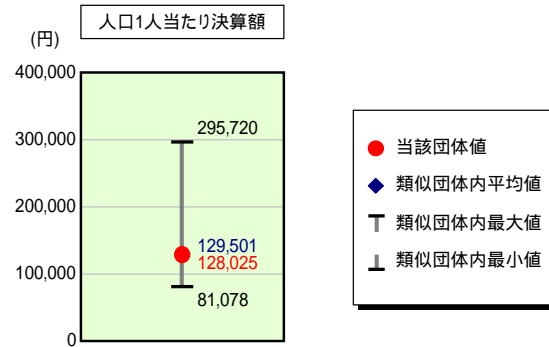 人口1人当たり決算額
(円)
400,000
300,000
200,000
100,000
0
295,720
129,501
128,025
81,078
当該団体値
類似団体内平均値
類似団体内最大値
類似団体内最小値